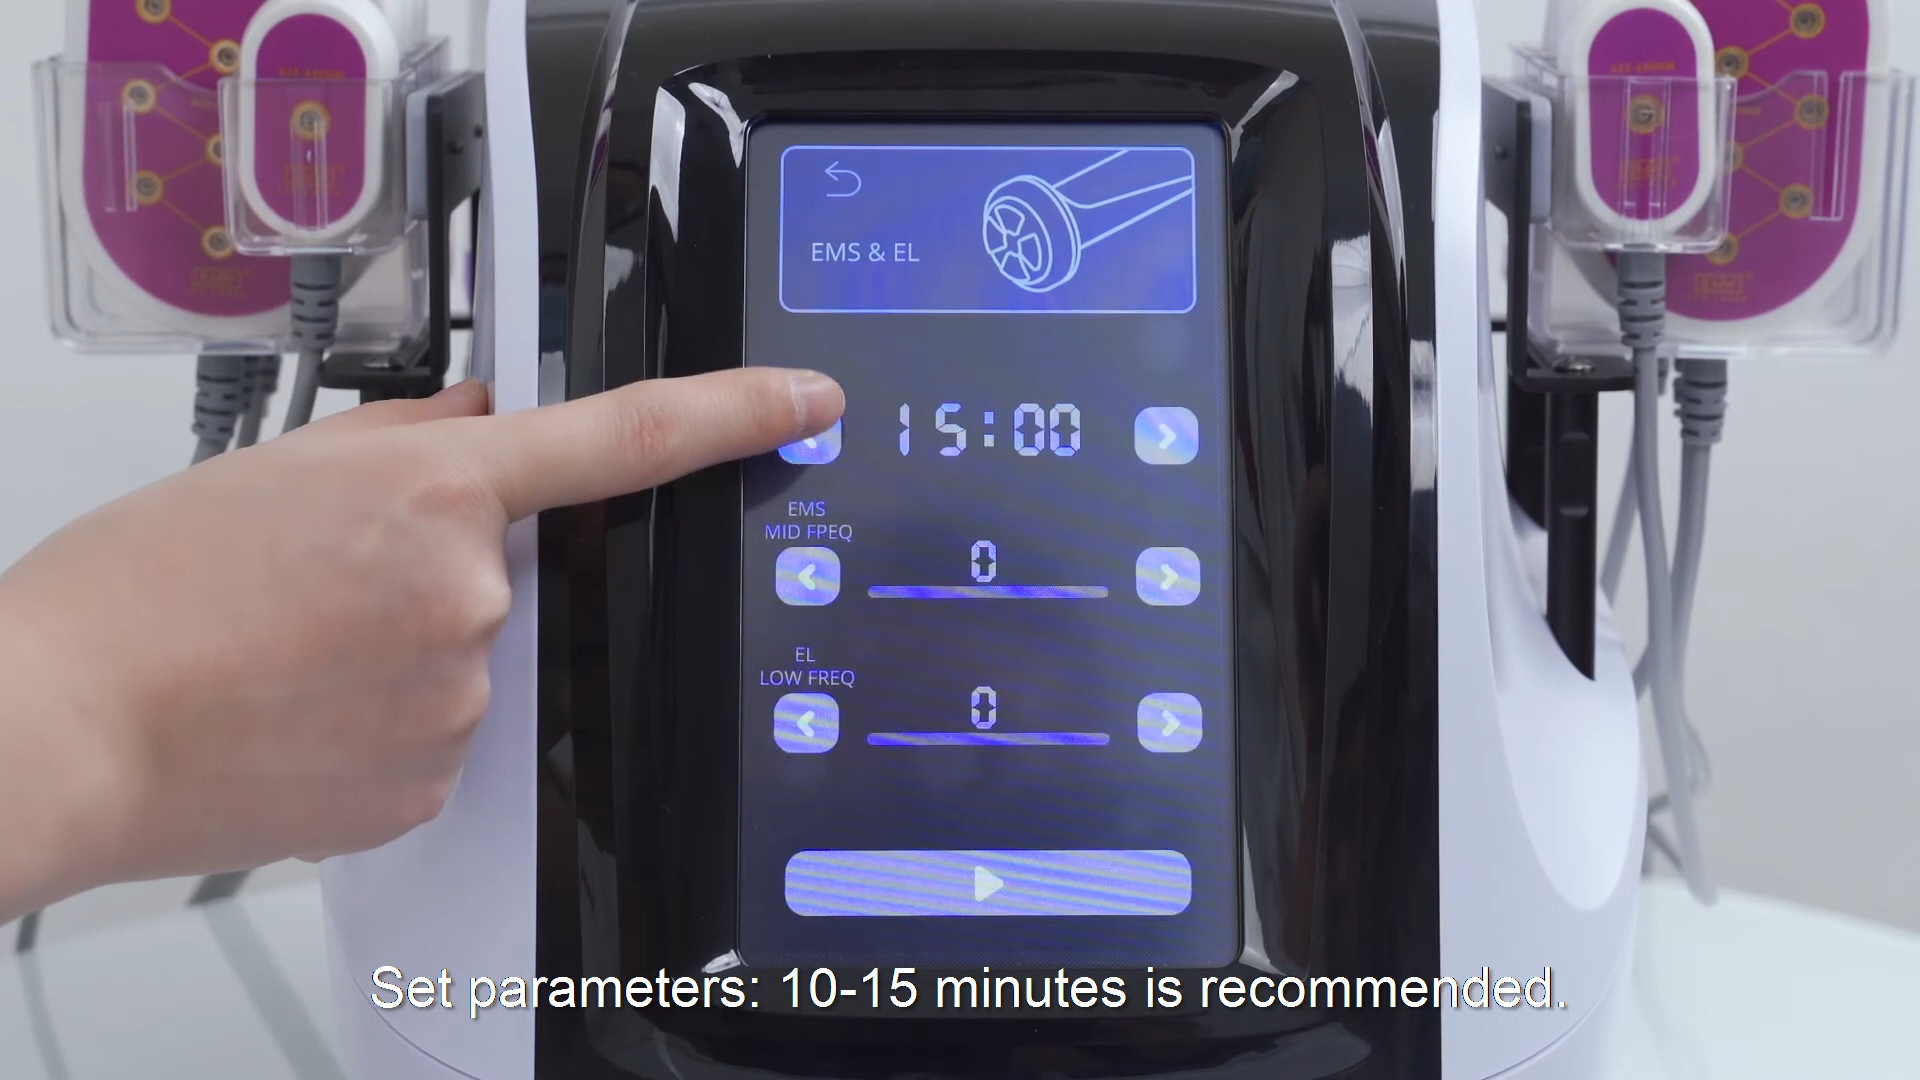 EMS & EL
15:00
EMS
MID FPEQ
0
EL
LOW FREQ
0
Set parameters: 10-15 minutes is recommended.